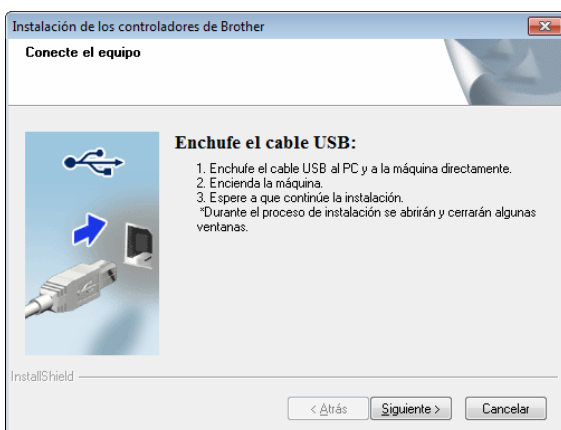 Instalación de los controladores de Brother
Conecte el equipo
Enchufe el cable USB:
1. Enchufe el cable USB al PC y a la máquina directamente.
2. Encienda la máquina.
3. Espere a que continúe la instalación.
*Durante el proceso de instalación se abrirán y cerrarán algunas
ventanas.
InstallShield
< Atrás
Siguiente >
Cancelar